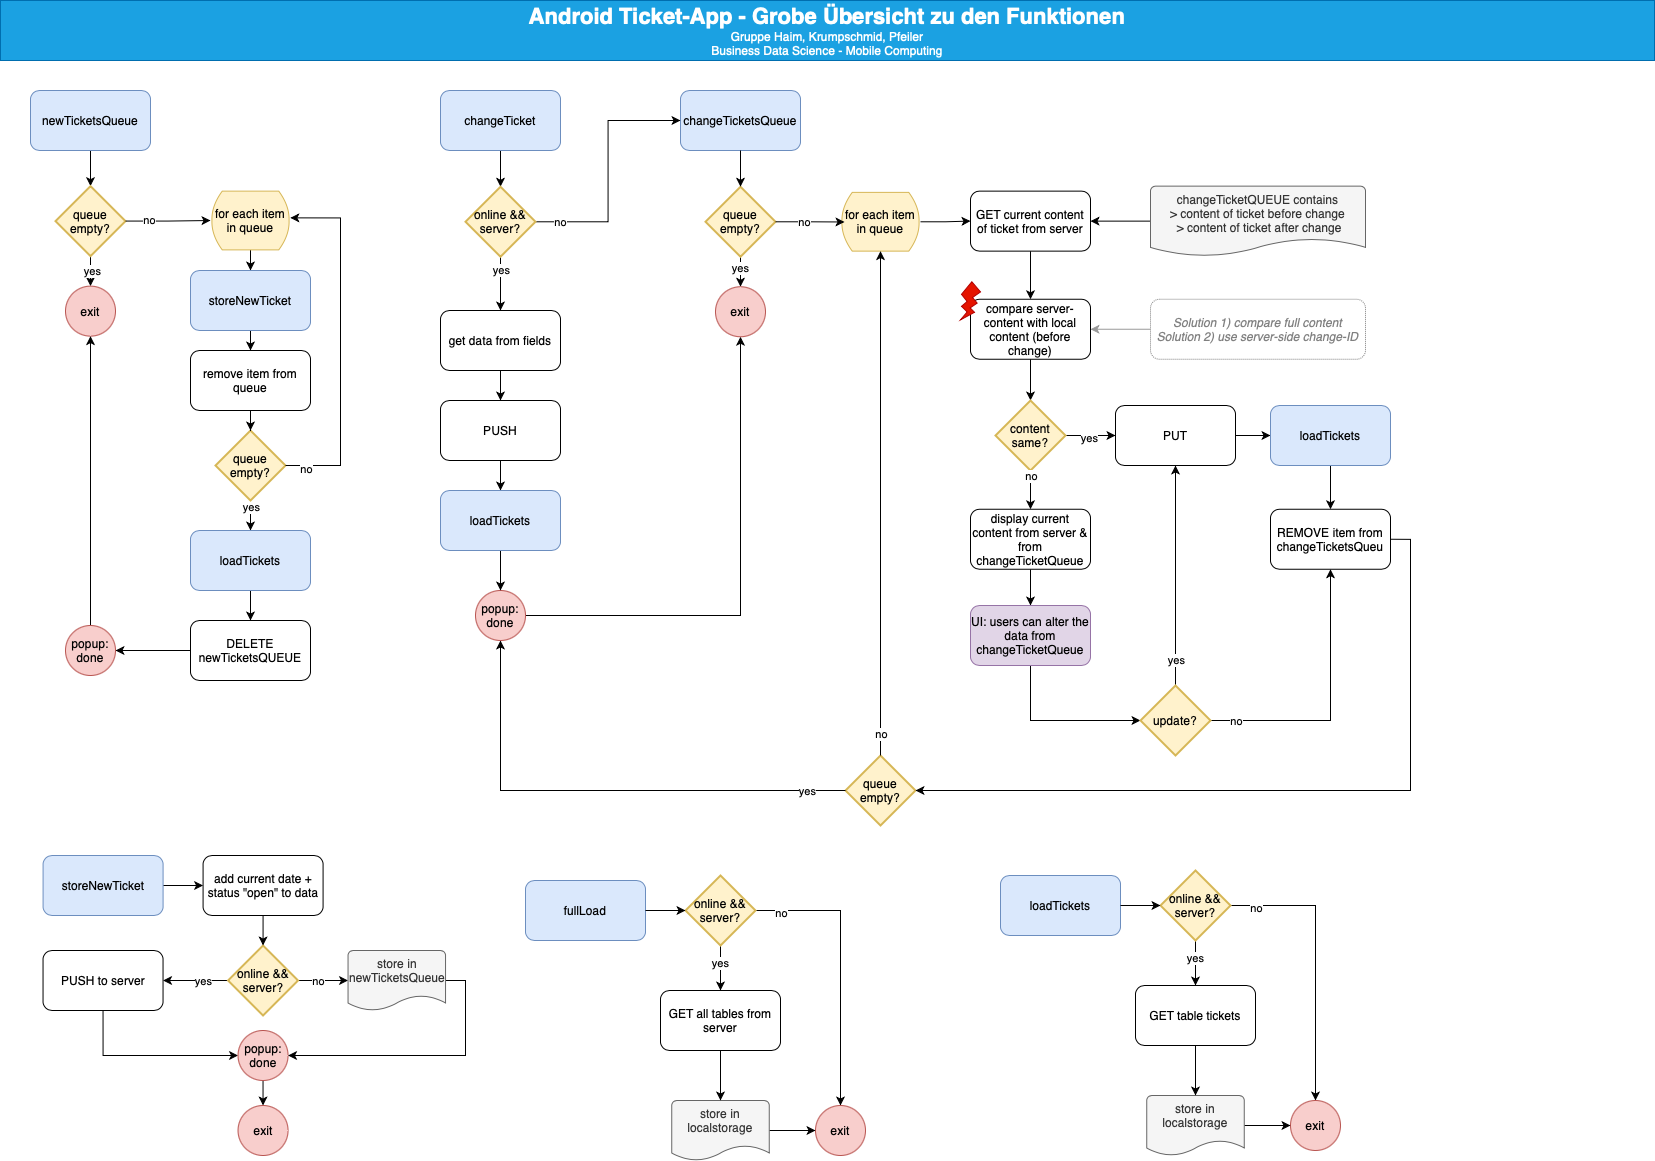 Android Ticket-App - Grobe Übersicht zu den Funktionen
Gruppe Haim, Krumpschmid, Pfeiler
Business Data Science - Mobile Computing
newTicketsQueue
queue
empty?
no
yes
exit
for each item
in queue
storeNewTicket
remove item from
queue
queue
empty?
no
yes
loadTickets
DELETE
newTicketsQUEUE
popup:
done
changeTicket
online &&
server?
no
yes
get data from fields
PUSH
loadTickets
popup:
done
changeTicketsQueue
queue
empty?
no
yes
exit
for each item
in queue
GET current content
of ticket from server
changeTicketQUEUE contains
> content of ticket before change
> content of ticket after change
compare server-
content with local
content (before
change)
Solution 1) compare full content
Solution 2) use server-side change-ID
content
same?
yes
no
PUT
loadTickets
display current
content from server &
from
changeTicketQueue
REMOVE item from
changeTicketsQueu
UI: users can alter the
data from
changeTicketQueue
yes
update?
no
no
queue
empty?
yes
storeNewTicket
add current date +
status "open" to data
PUSH to server
yes
online &&
server?
no
store in
newTicketsQueue
popup:
done
exit
fullLoad
online &&
server?
no
yes
GET all tables from
server
store in
localstorage
exit
loadTickets
online &&
server?
no
yes
GET table tickets
store in
localstorage
exit